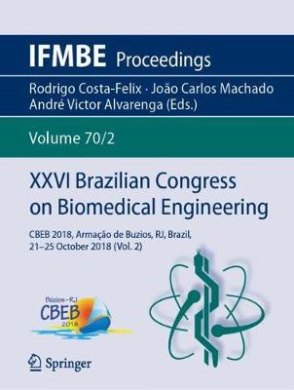 IFMBE Proceedings
Rodrigo Costa-Felix · João Carlos Machado
André Victor Alvarenga (Eds.)
Volume 70/2
XXVI Brazilian Congress
on Biomedical Engineering
CBEB 2018, Armação de Buzios, RJ, Brazil,
21–25 October 2018 (Vol. 2)
Búzios - RJ
CBEB
2018
Springer